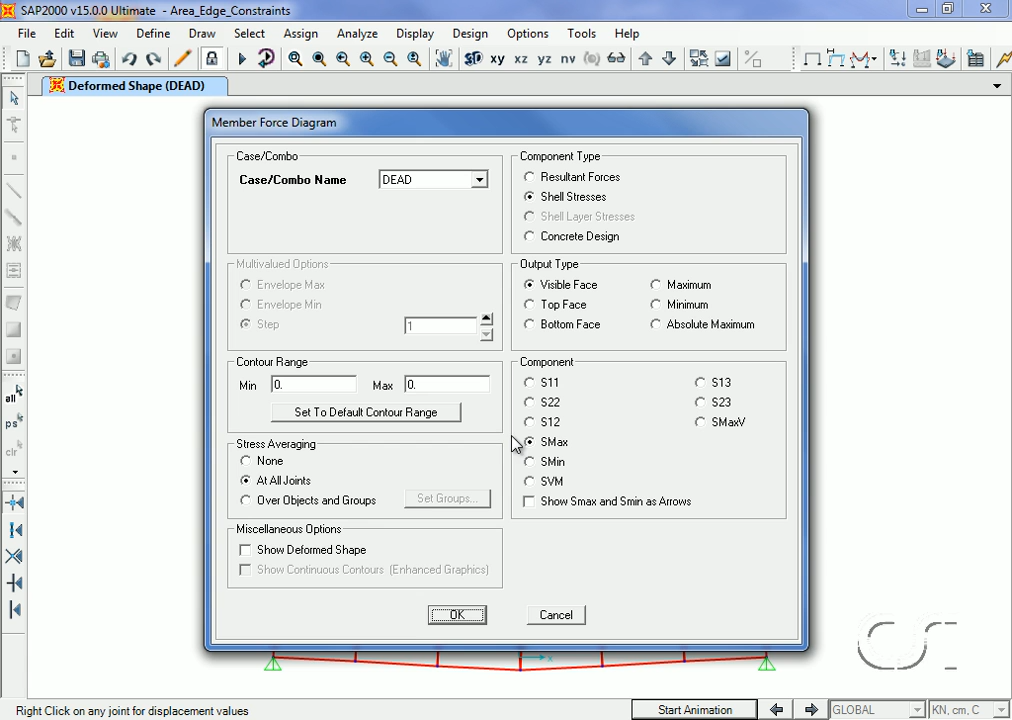 SAP2000 v15.0.0 Ultimate - Area_Edge_Constraints
File Edit View Define Draw Select Assign Analyze Display Design Options Tools Help
3D xy xz yz nv
Deformed Shape (DEAD)
Member Force Diagram
Case/Combo
Case/Combo Name DEAD
Component Type
Resultant Forces
Shell Stresses
Shell Layer Stresses
Concrete Design
Multivalued Options
Envelope Max
Envelope Min
Step 1
Output Type
Visible Face Maximum
Top Face Minimum
Bottom Face Absolute Maximum
Contour Range
Min 0. Max 0.
Set To Default Contour Range
Component
S11 S13
S22 S23
S12 SMaxV
SMax
SMin
SVM
Show Smax and Smin as Arrows
Stress Averaging
None
At All Joints
Over Objects and Groups Set Groups...
Miscellaneous Options
Show Deformed Shape
Show Continuous Contours (Enhanced Graphics)
OK Cancel
all
ps
clr
x
CSI
Right Click on any joint for displacement values Start Animation GLOBAL KN, cm, C